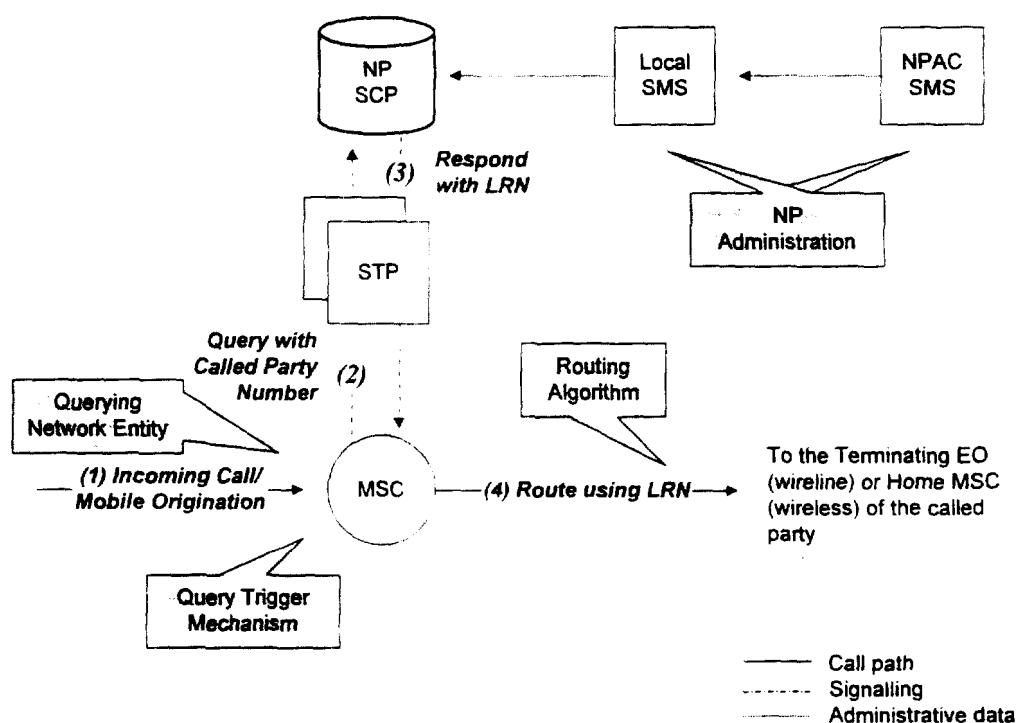 NP
SCP
Local
SMS
NPAC
SMS
(3)
Respond
with LRN
NP
Administration
STP
Query with
Called Party
Number
(2)
Routing
Algorithm
Querying
Network Entity
(1) Incoming Call/
Mobile Origination
MSC
(4) Route using LRN
To the Terminating EO
(wireline) or Home MSC
(wireless) of the called
party
Query Trigger
Mechanism
Call path
Signalling
Administrative data